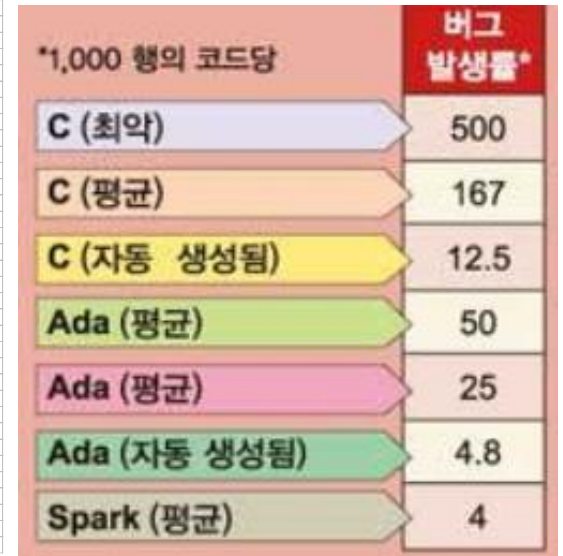 버그
*1,000 행의 코드당 발생률*
C (최악) 500
C (평균) 167
C (자동 생성됨) 12.5
Ada (평균) 50
Ada (평균) 25
Ada (자동 생성됨) 4.8
Spark (평균) 4